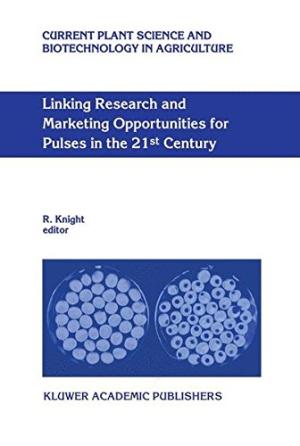 CURRENT PLANT SCIENCE AND
BIOTECHNOLOGY IN AGRICULTURE
Linking Research and
Marketing Opportunities for
Pulses in the 21st Century
R. Knight
editor
KLUWER ACADEMIC PUBLISHERS